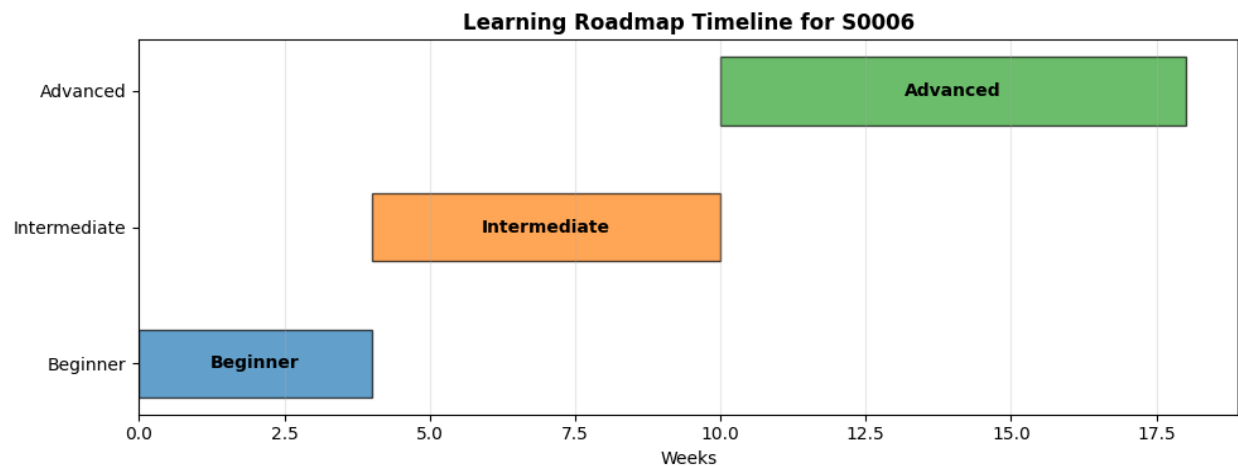 Learning Roadmap Timeline for S0006
Advanced
Advanced
Intermediate
Intermediate
Beginner
Beginner
0.0 2.5 5.0 7.5 10.0 12.5 15.0 17.5
Weeks